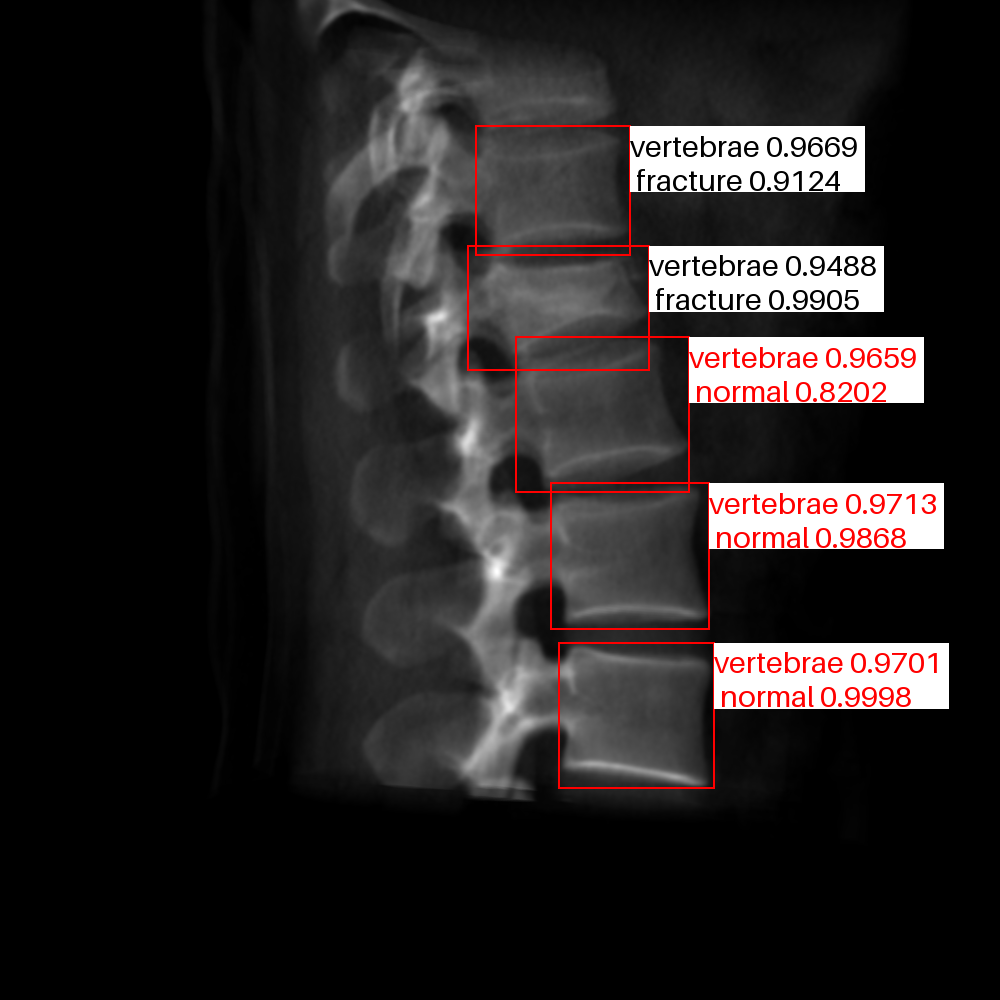 vertebrae 0.9669
fracture 0.9124
vertebrae 0.9488
fracture 0.9905
vertebrae 0.9659
normal 0.8202
vertebrae 0.9713
normal 0.9868
vertebrae 0.9701
normal 0.9998